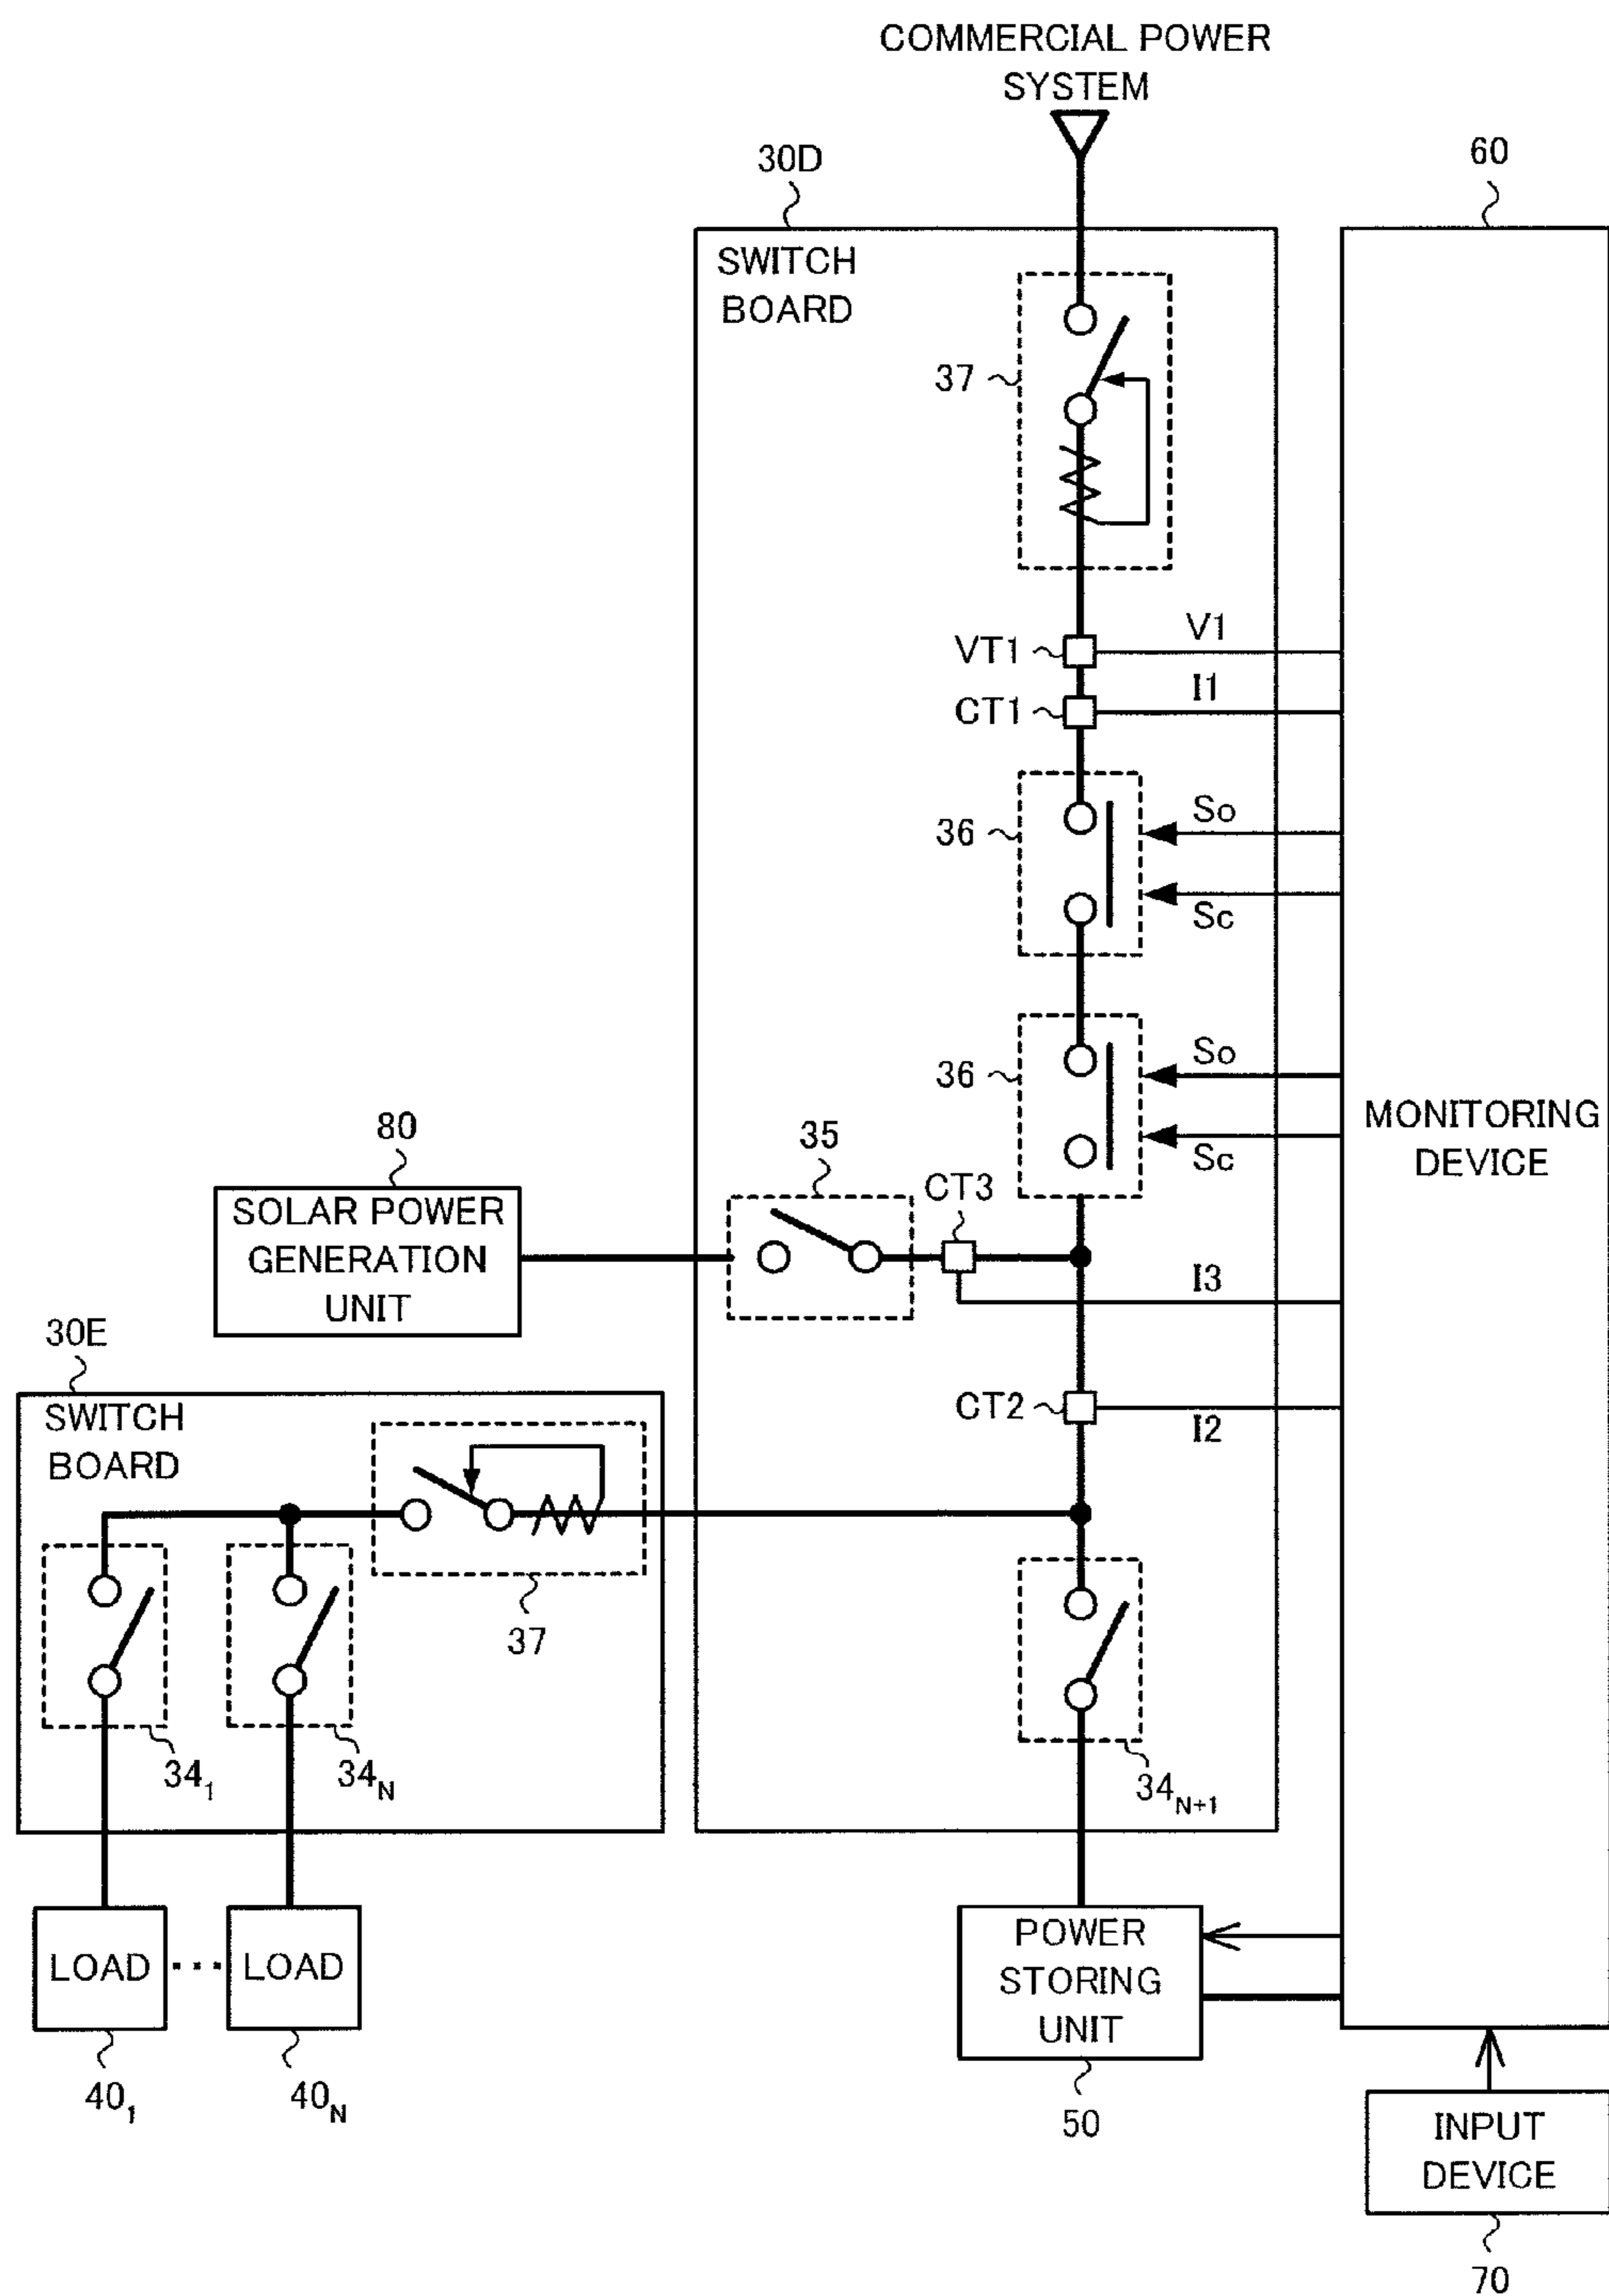 COMMERCIAL POWER
SYSTEM
30D
60
SWITCH
BOARD
37
VT1
V1
CT1
I1
36
So
Sc
36
So
Sc
MONITORING
DEVICE
80
35
CT3
SOLAR POWER
GENERATION
UNIT
I3
30E
SWITCH
BOARD
CT2
I2
37
34₁
34N
34N+1
LOAD
...
LOAD
POWER
STORING
UNIT
40₁
40N
50
INPUT
DEVICE
70